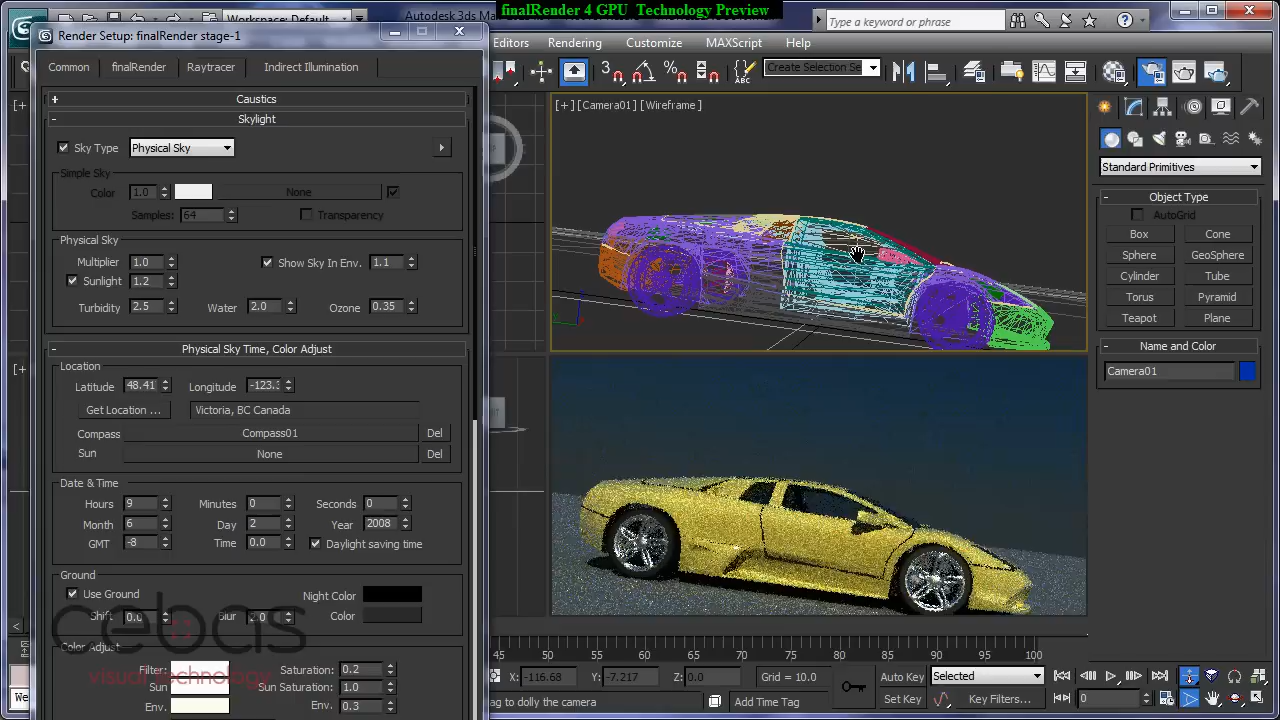 finalRender 4 GPU Technology Preview
Workspace: Default
Autodesk 3ds Ma
Type a keyword or phrase
Render Setup: finalRender stage-1
Editors Rendering Customize MAXScript Help
Common finalRender Raytracer Indirect Illumination
3 % ABC Create Selection Se
+ Caustics
- Skylight
[+] [Camera01] [Wireframe]
Sky Type Physical Sky
Simple Sky
Color 1.0 None
Samples: 64 Transparency
Physical Sky
Multiplier 1.0 Show Sky In Env. 1.1
Sunlight 1.2
Turbidity 2.5 Water 2.0 Ozone 0.35
- Physical Sky Time, Color Adjust
Location
Latitude 48.41 Longitude -123.:
Get Location ... Victoria, BC Canada
Compass Compass01 Del
Sun None Del
Date & Time
Hours 9 Minutes 0 Seconds 0
Month 6 Day 2 Year 2008
GMT -8 Time 0.0 Daylight saving time
Ground
Use Ground Night Color
Shift 0.0 Blur Color
cebas
visual technology
Color Adjust
Filter: Saturation: 0.2
Sun Sun Saturation: 1.0
Env. Env. 0.3
Standard Primitives
- Object Type
AutoGrid
Box Cone
Sphere GeoSphere
Cylinder Tube
Torus Pyramid
Teapot Plane
- Name and Color
Camera01
45 50 55 60 65 70 75 80 85 90 95 100
X: -116.68 Y: -7.217 Z: 0.0 Grid = 10.0 Auto Key Selected
ag to dolly the camera Add Time Tag Set Key Key Filters... 0
We